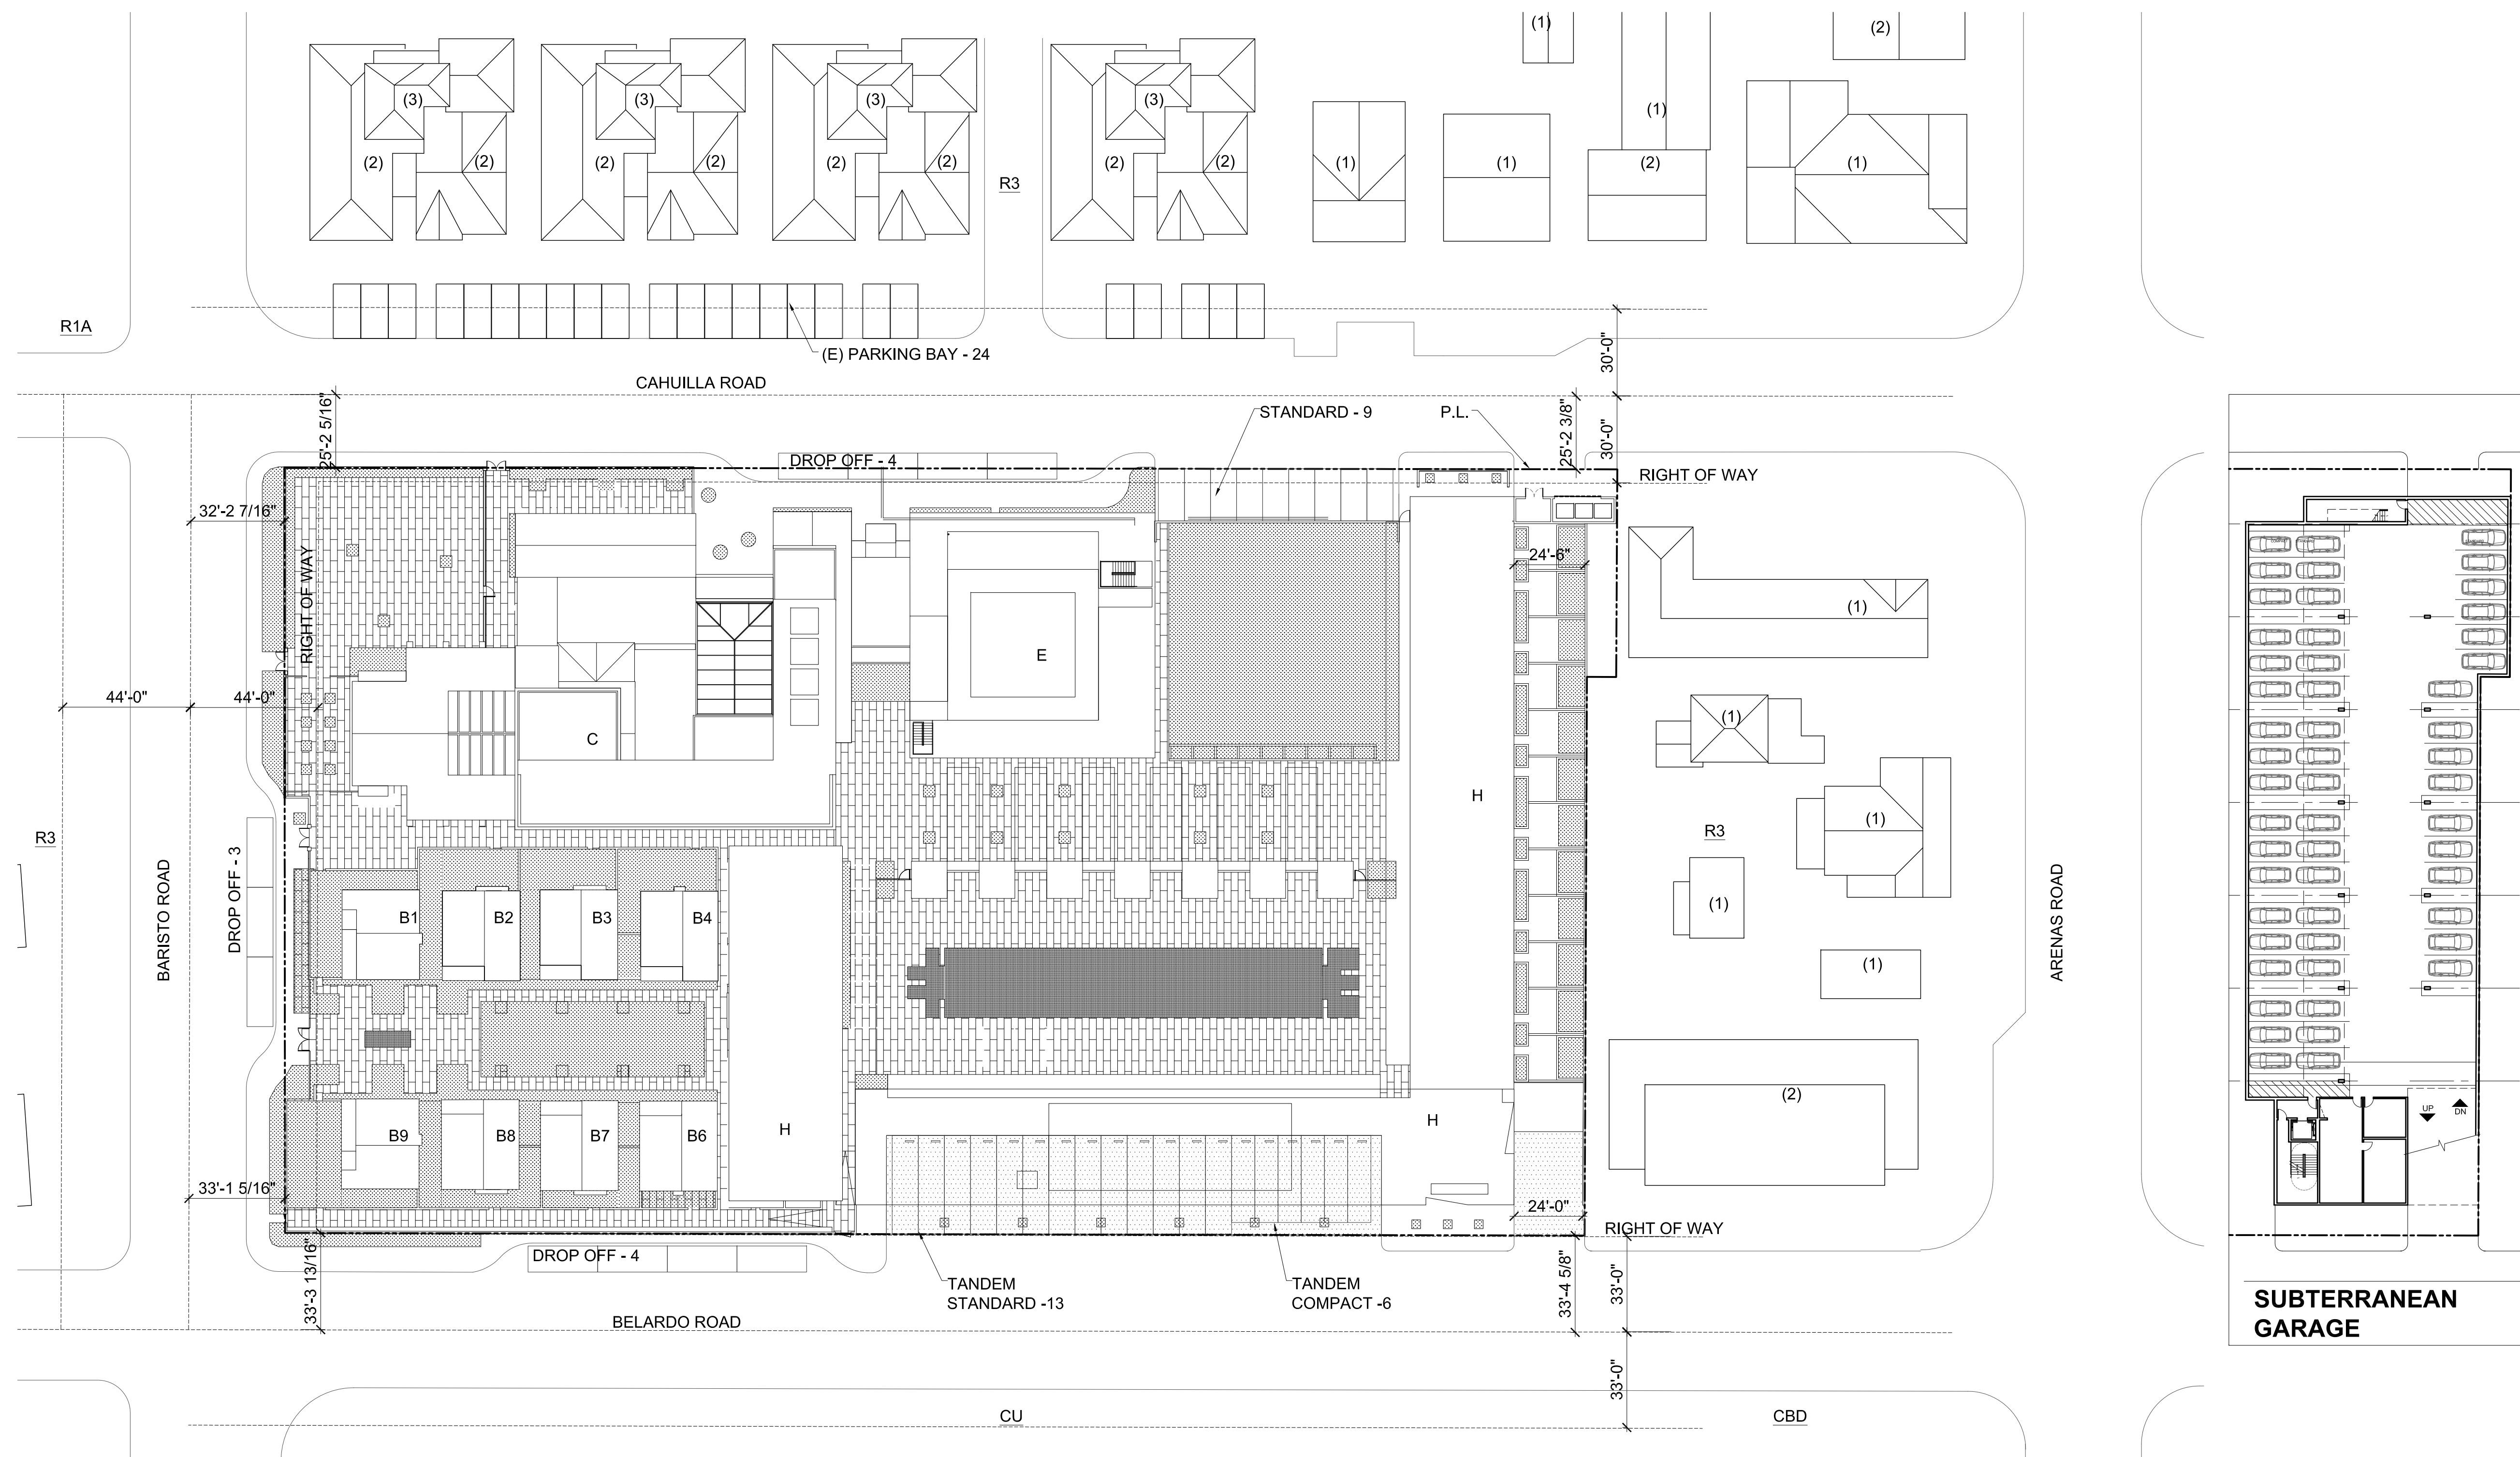 (1)
(2)
(3)
(3)
(3)
(3)
(1)
(2)
(2)
(2)
(2)
(2)
(2)
(2)
(2)
(1)
(1)
(2)
(1)
R3
R1A
(E) PARKING BAY - 24
30'-0"
CAHUILLA ROAD
25'-2 5/16"
STANDARD - 9
P.L.
25'-2 3/8"
30'-0"
DROP OFF - 4
RIGHT OF WAY
32'-2 7/16"
RIGHT OF WAY
24'-6"
(1)
E
44'-0"
44'-0"
C
(1)
H
(1)
R3
R3
BARISTO ROAD
DROP OFF - 3
B1
B2
B3
B4
(1)
ARENAS ROAD
(1)
(2)
B9
B8
B7
B6
H
H
UP
DN
33'-1 5/16"
24'-0"
RIGHT OF WAY
DROP OFF - 4
33'-3 13/16"
TANDEM
STANDARD -13
TANDEM
COMPACT -6
33'-4 5/8"
33'-0"
BELARDO ROAD
SUBTERRANEAN
GARAGE
33'-0"
CU
CBD